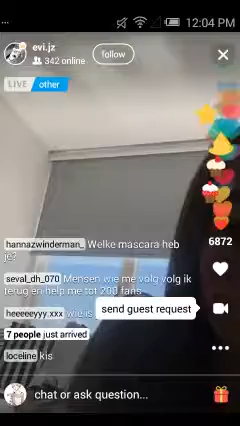 12:04 PM
evi.jz
342 online
follow
LIVE other
6872
hannazwinderman_ Welke mascara heb
je?
seval_dh_070 Mensen wie me volg volg ik
terug en help me tot 200 fans
heeeeeyyy.xxx wie is
send guest request
7 people just arrived
loceline kis
chat or ask question...